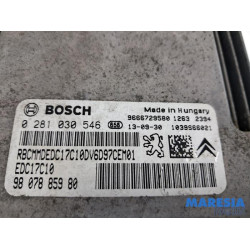 BOSCH
Made in Hungary
9666729580 1263 2394
0 281 030 546 656 13-09-30 1039S66021
RBCMMDEDC17C10DV6D97CEM01
EDC17C10
98 078 859 80
MARESIA